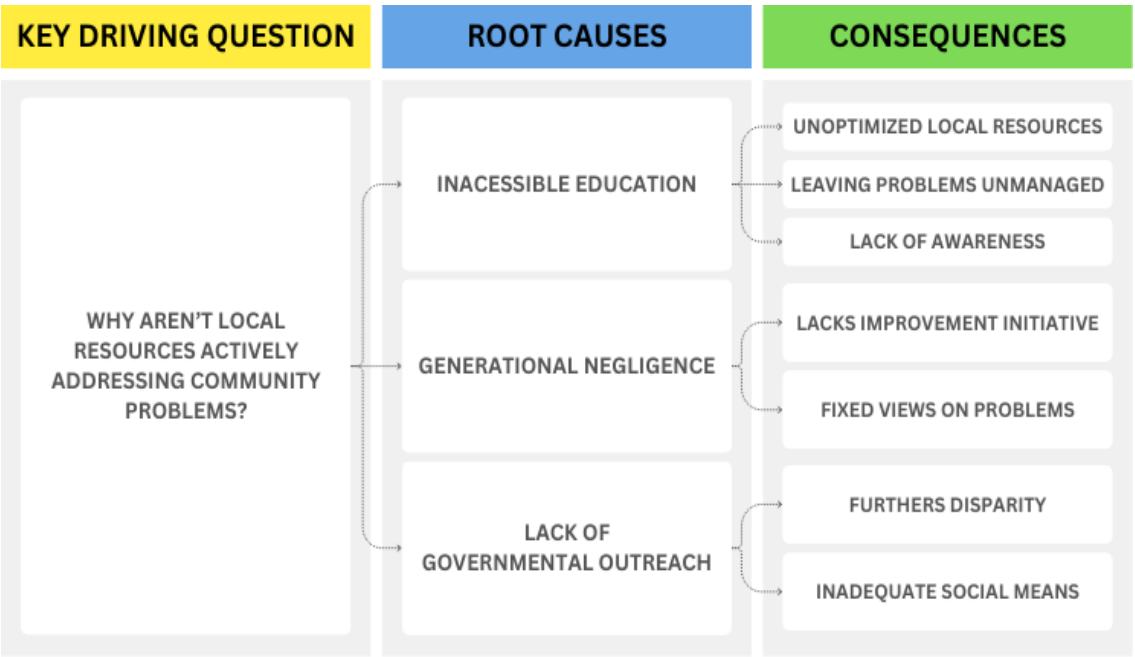 KEY DRIVING QUESTION
ROOT CAUSES
CONSEQUENCES
WHY AREN’T LOCAL
RESOURCES ACTIVELY
ADDRESSING COMMUNITY
PROBLEMS?
INACESSIBLE EDUCATION
UNOPTIMIZED LOCAL RESOURCES
LEAVING PROBLEMS UNMANAGED
LACK OF AWARENESS
GENERATIONAL NEGLIGENCE
LACKS IMPROVEMENT INITIATIVE
FIXED VIEWS ON PROBLEMS
LACK OF
GOVERNMENTAL OUTREACH
FURTHERS DISPARITY
INADEQUATE SOCIAL MEANS